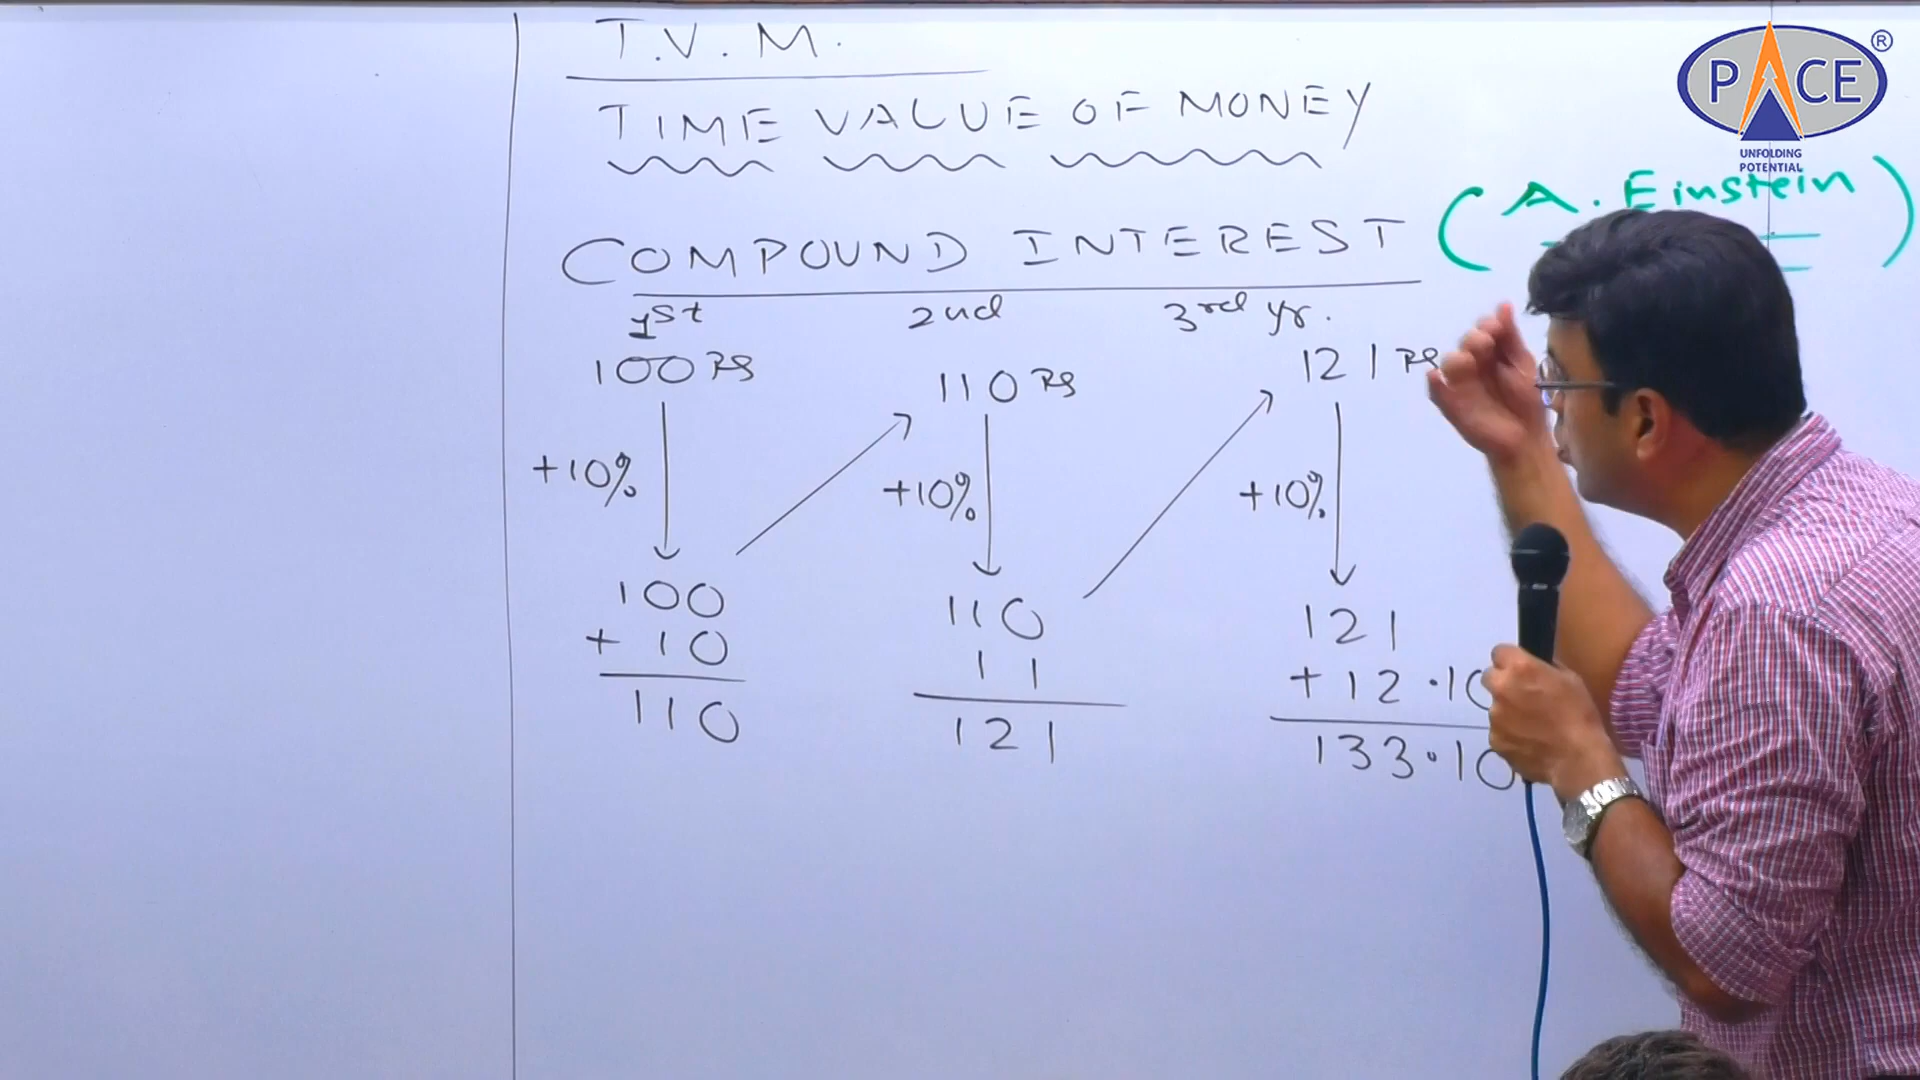 T.V.M.
TIME VALUE OF MONEY
COMPOUND INTEREST (A. Einstein)
1st 2nd 3rd yr.
100 Rs 110 Rs 121 Rs
+10% +10% +10%
100 110 121
+ 10 11 + 12.10
110 121 133.10
PACE ®
UNFOLDING
POTENTIAL